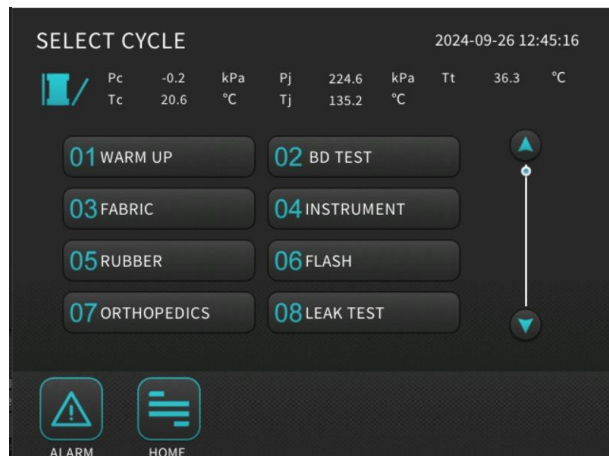 SELECT CYCLE 2024-09-26 12:45:16
Pc -0.2 kPa Pj 224.6 kPa Tt 36.3 °C
Tc 20.6 °C Tj 135.2 °C
01 WARM UP 02 BD TEST
03 FABRIC 04 INSTRUMENT
05 RUBBER 06 FLASH
07 ORTHOPEDICS 08 LEAK TEST
ALARM HOME